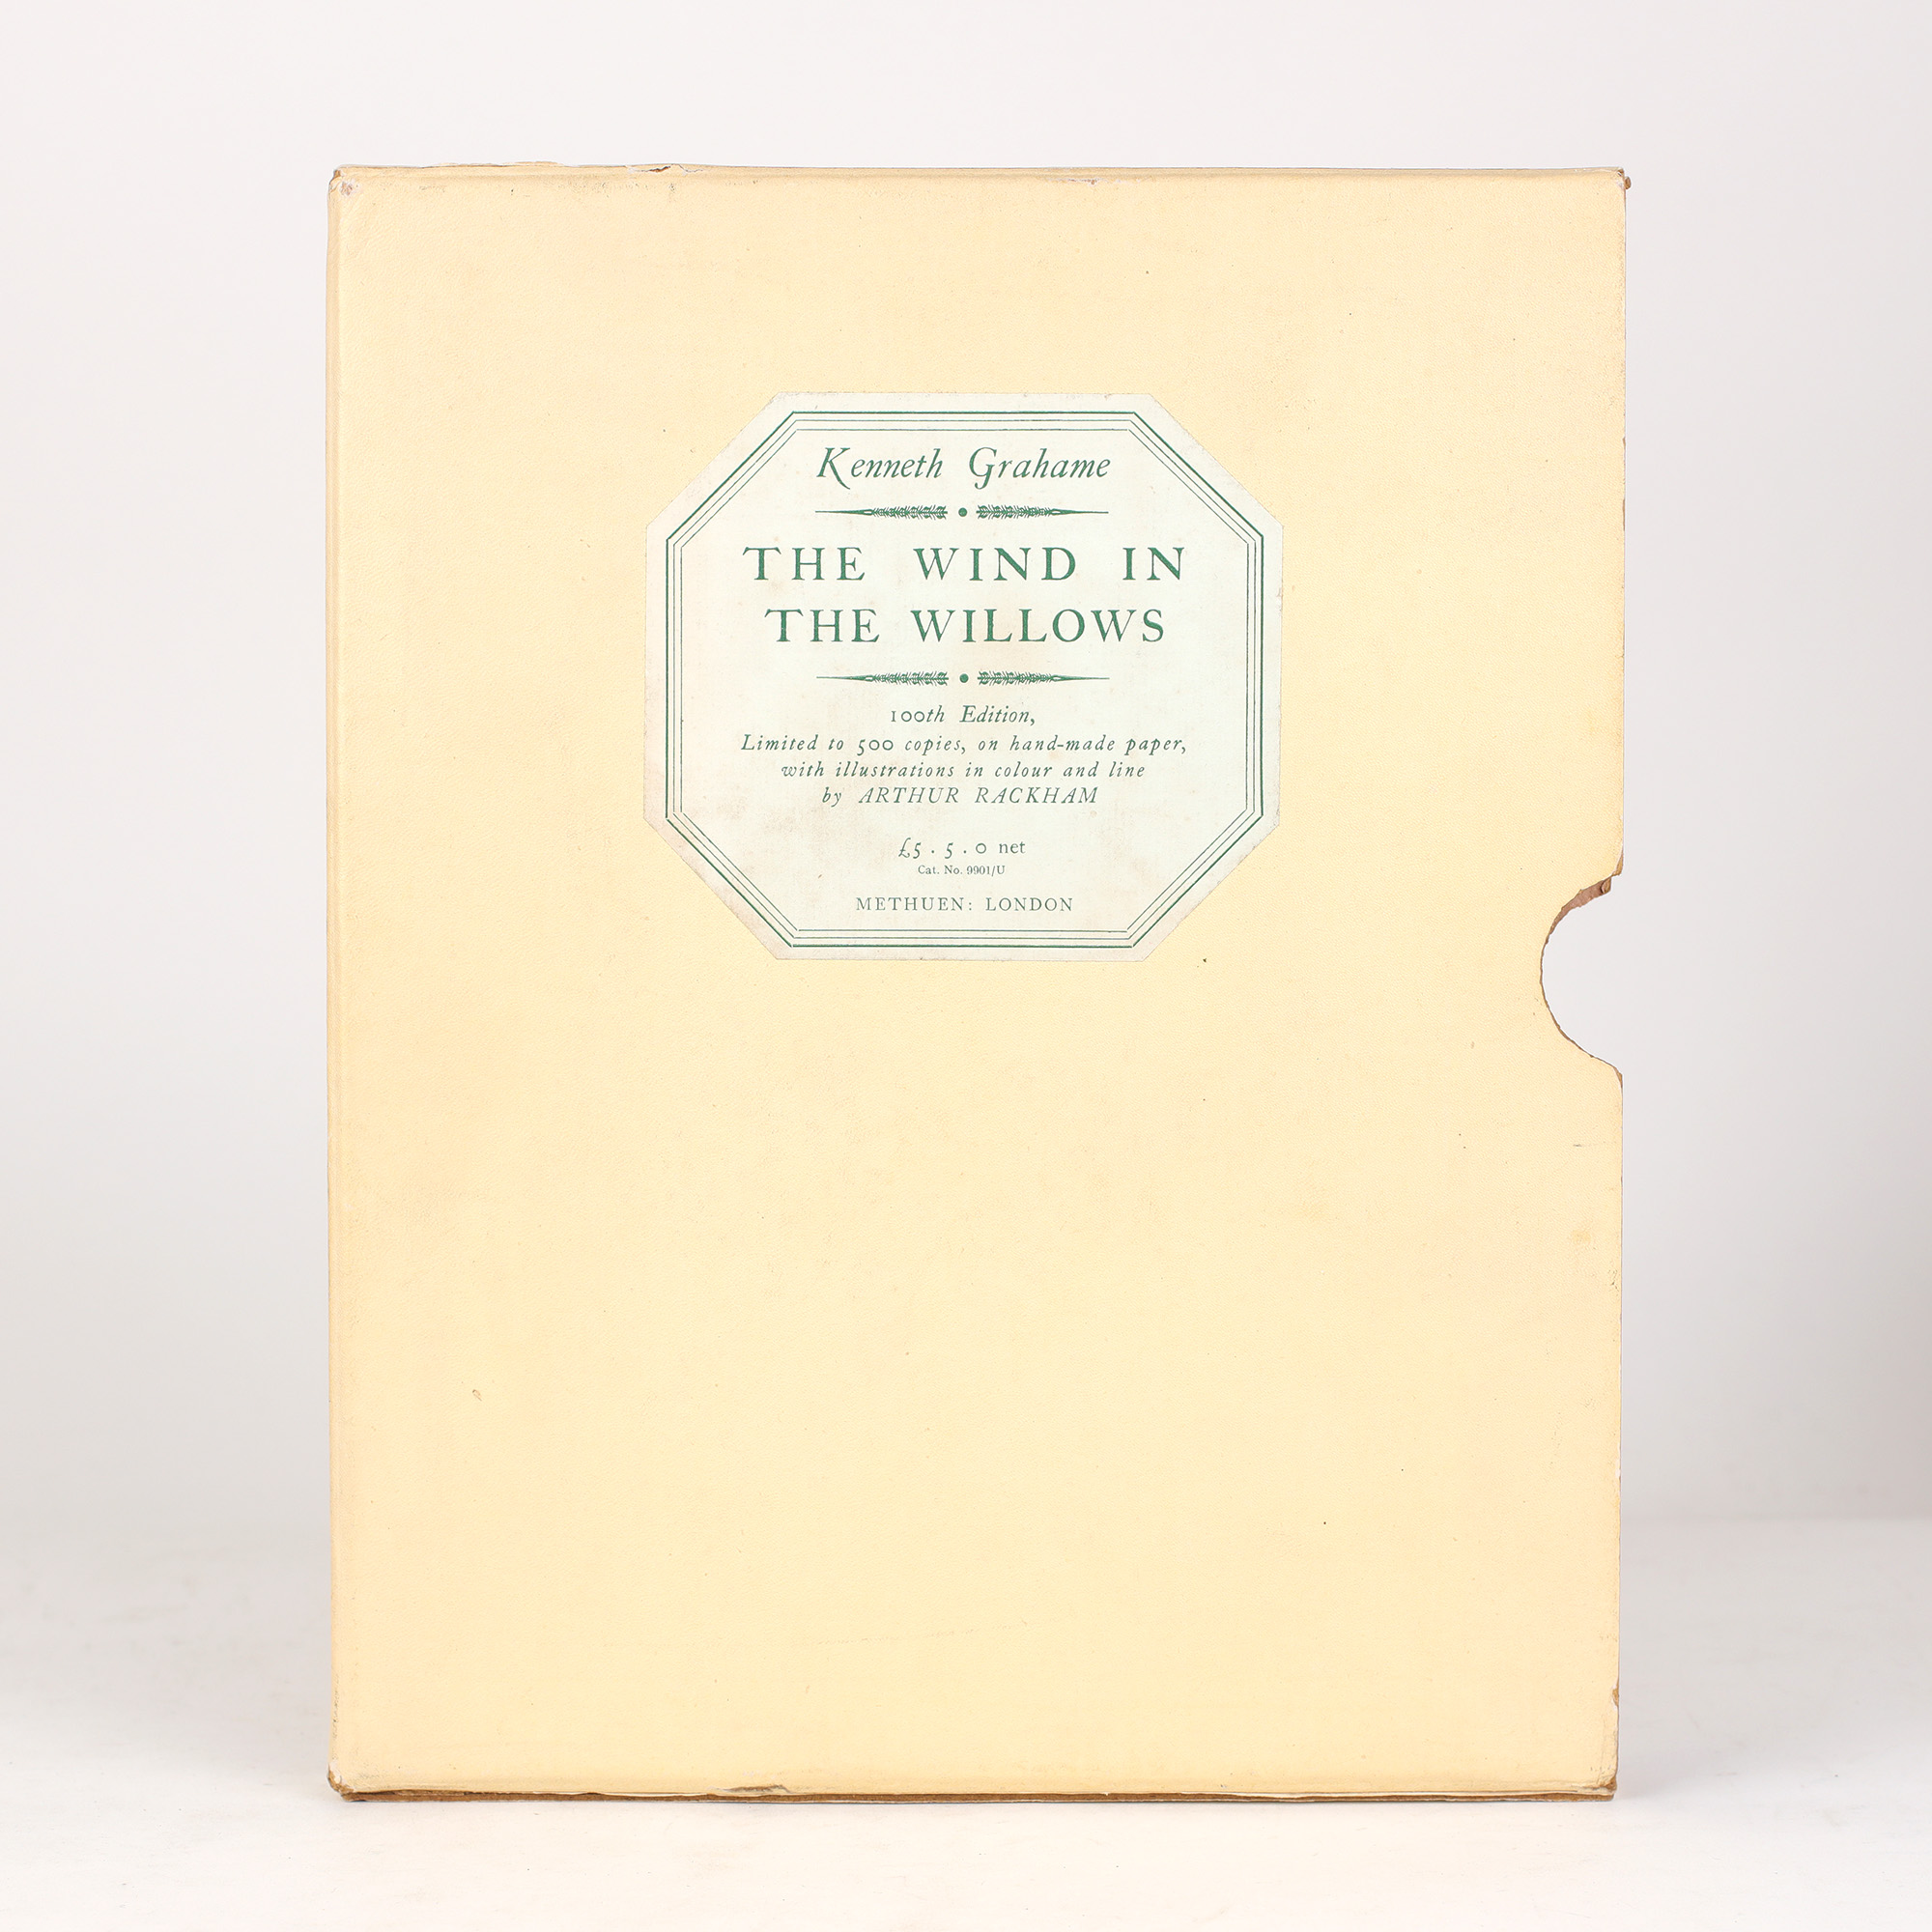 Kenneth Grahame
THE WIND IN
THE WILLOWS
100th Edition,
Limited to 500 copies, on hand-made paper,
with illustrations in colour and line
by ARTHUR RACKHAM
£5 . 5 . 0 net
Cat. No. 9901/U
METHUEN: LONDON